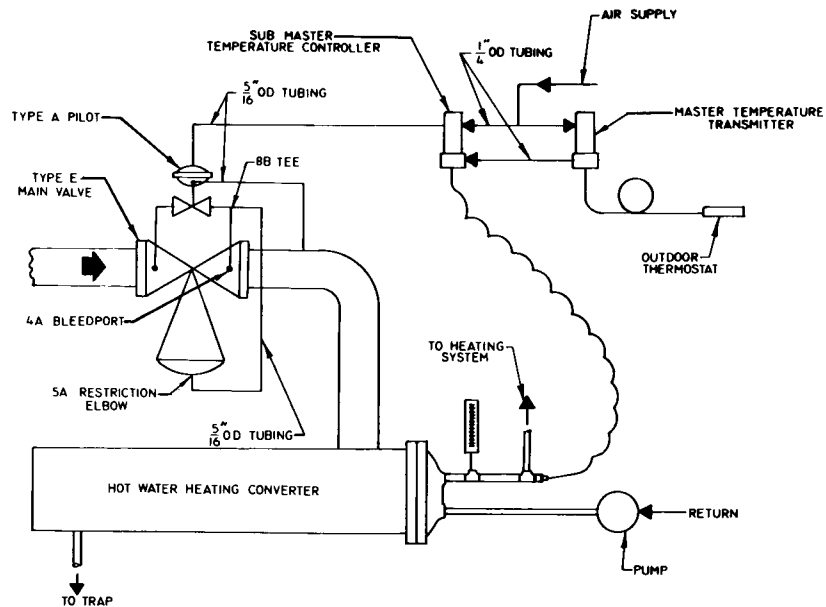 AIR SUPPLY
SUB MASTER
TEMPERATURE CONTROLLER
1/4" OD TUBING
5/16" OD TUBING
TYPE A PILOT
MASTER TEMPERATURE
TRANSMITTER
8B TEE
TYPE E
MAIN VALVE
OUTDOOR
THERMOSTAT
4A BLEEDPORT
TO HEATING
SYSTEM
5A RESTRICTION
ELBOW
5/16" OD TUBING
HOT WATER HEATING CONVERTER
RETURN
PUMP
TO TRAP